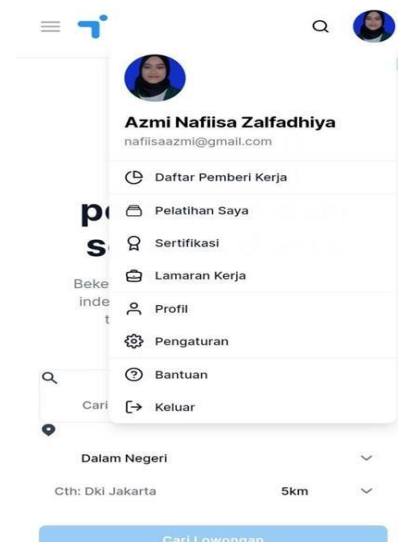 Azmi Nafiisa Zalfadhiya
nafiisaazmi@gmail.com
Daftar Pemberi Kerja
Pelatihan Saya
Sertifikasi
Lamaran Kerja
Profil
Pengaturan
Bantuan
Keluar
Beke
inde
Cari
Dalam Negeri
Cth: Dki Jakarta 5km
Cari Lowongan